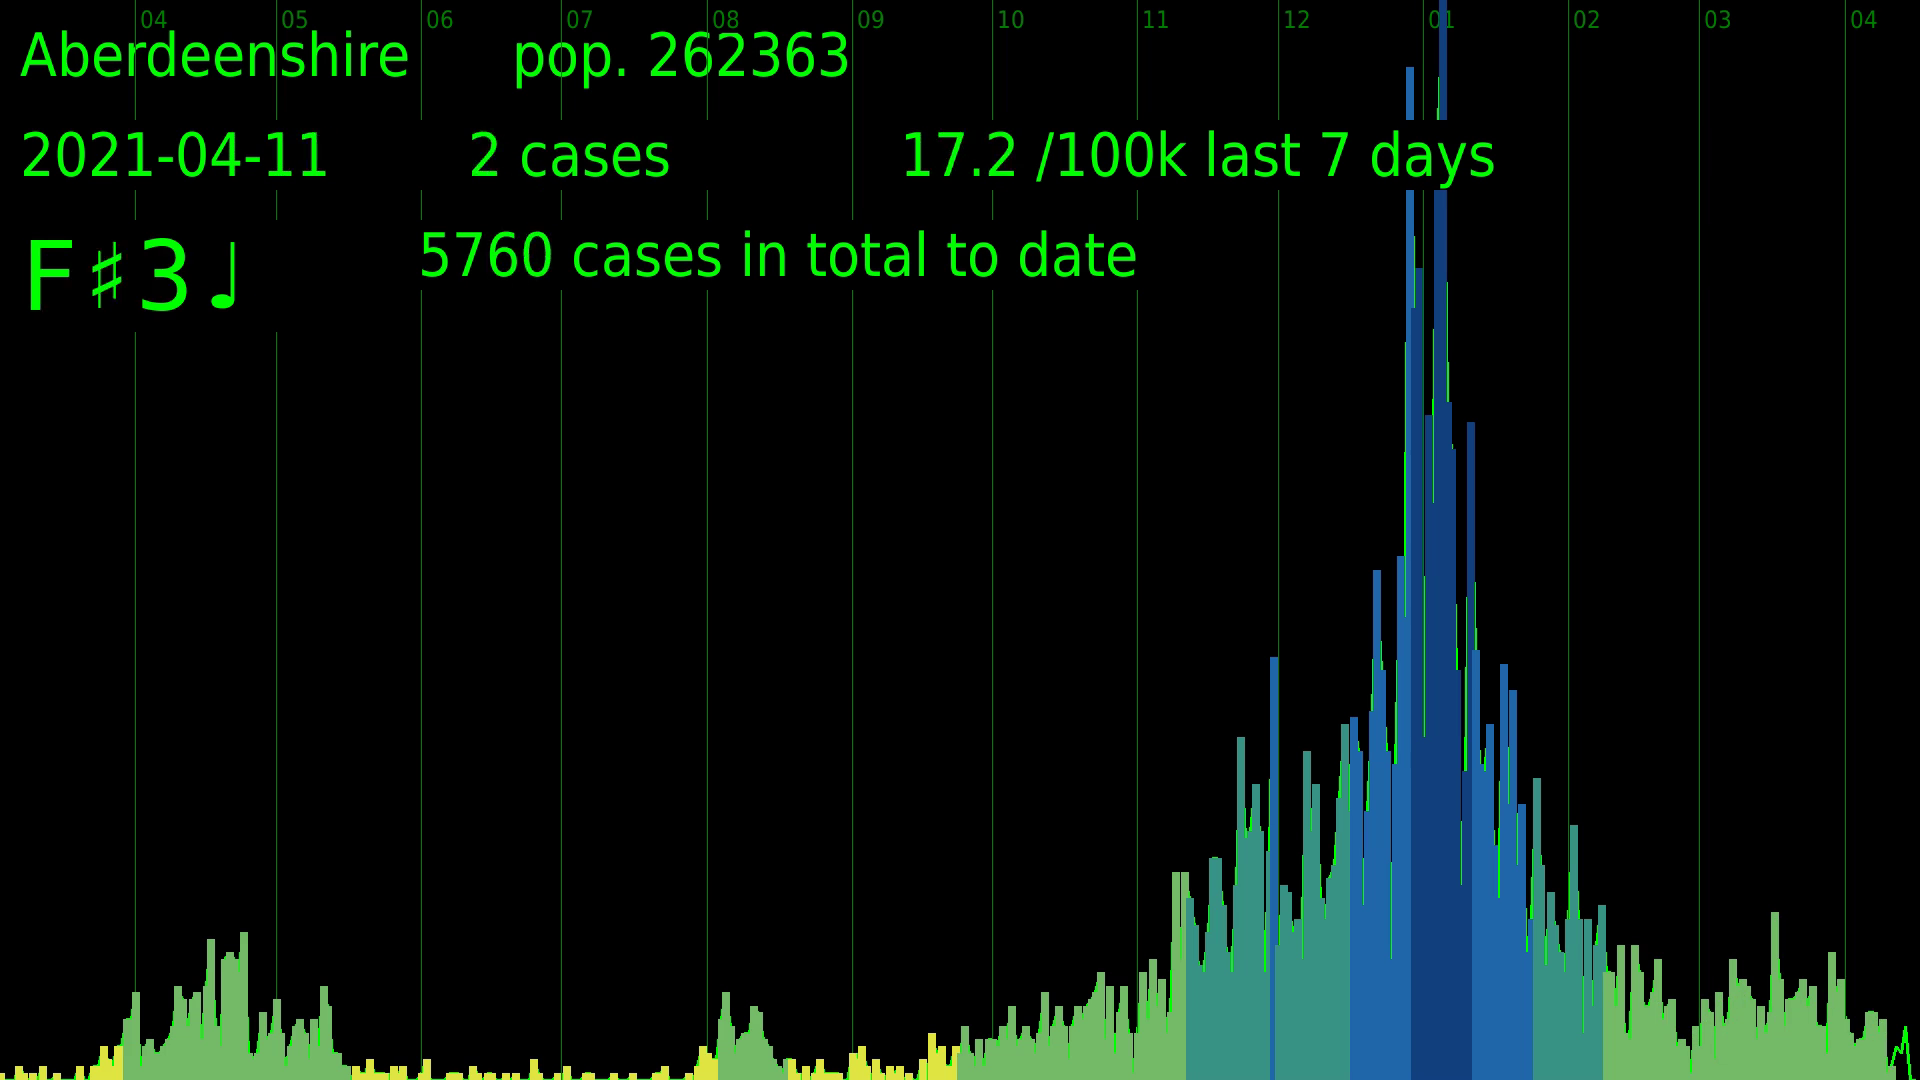 04 05 06 07 08 09 10 11 12 01 02 03 04
Aberdeenshire pop. 262363
2021-04-11 2 cases 17.2 /100k last 7 days
F♯3♩ 5760 cases in total to date